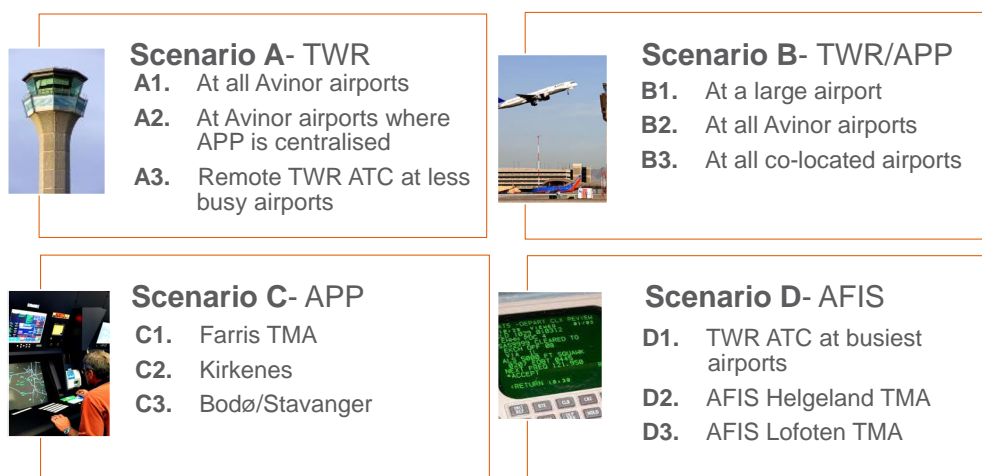 Scenario A- TWR
A1. At all Avinor airports
A2. At Avinor airports where
APP is centralised
A3. Remote TWR ATC at less
busy airports
Scenario B- TWR/APP
B1. At a large airport
B2. At all Avinor airports
B3. At all co-located airports
Scenario C- APP
C1. Farris TMA
C2. Kirkenes
C3. Bodø/Stavanger
Scenario D- AFIS
D1. TWR ATC at busiest
airports
D2. AFIS Helgeland TMA
D3. AFIS Lofoten TMA